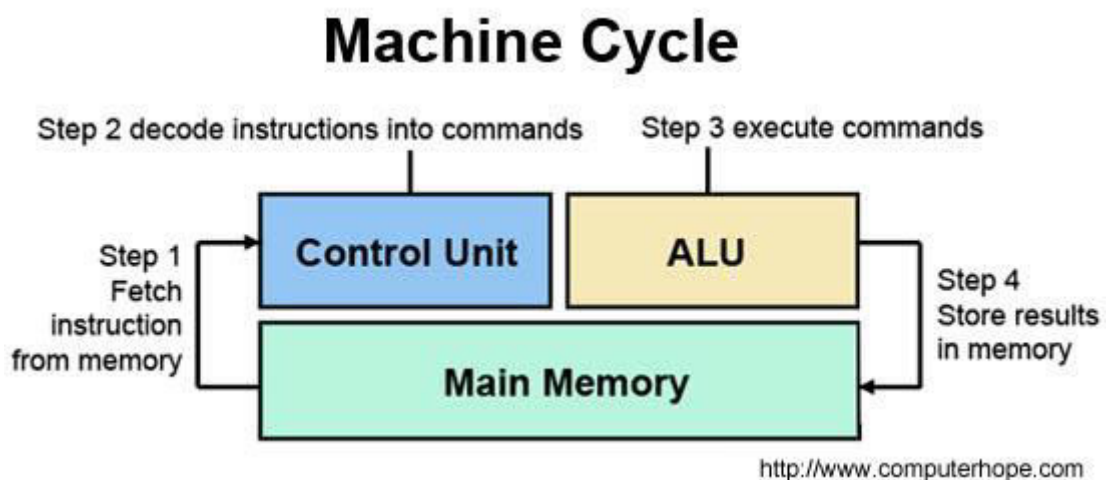 Machine Cycle
Step 2 decode instructions into commands
Step 3 execute commands
Control Unit
ALU
Step 1
Fetch
instruction
from memory
Step 4
Store results
in memory
Main Memory
http://www.computerhope.com